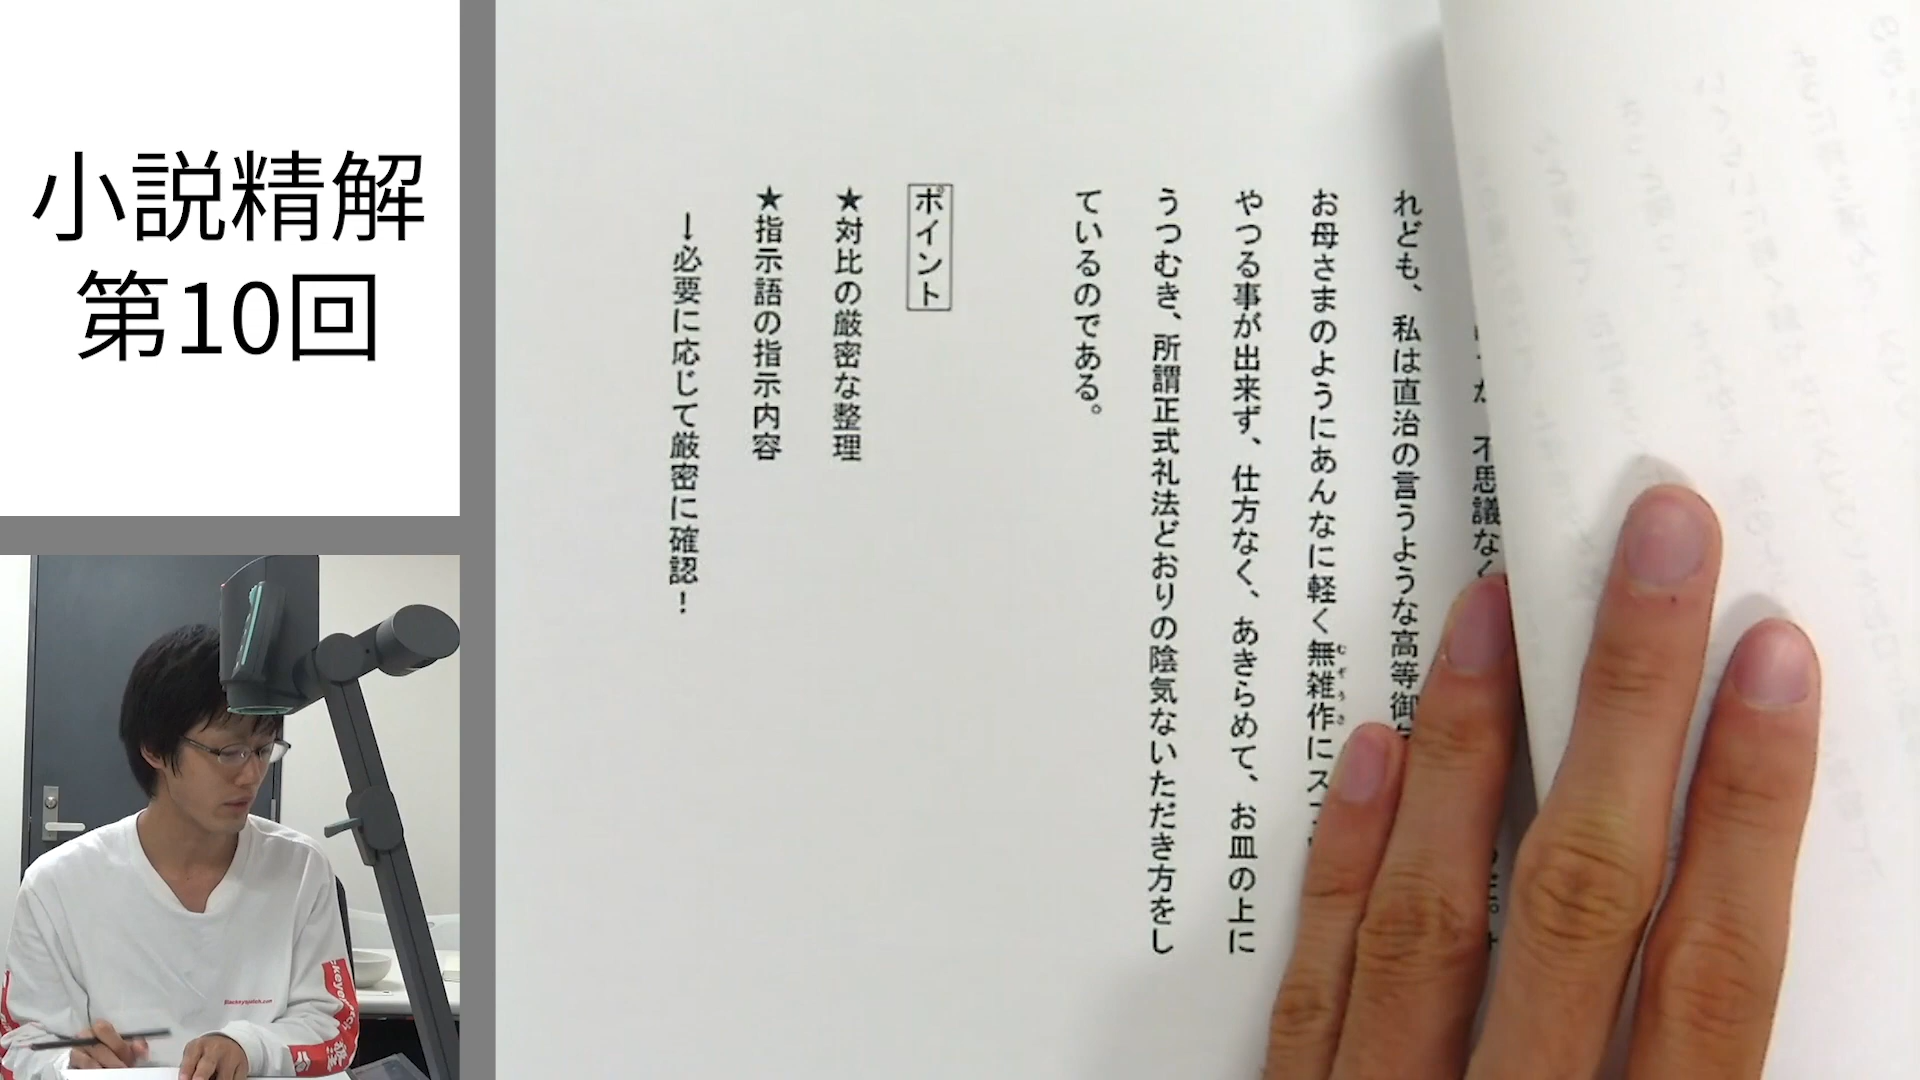 小説精解
第10回
不思議なく
れども、私は直治の言うような高等御
お母さまのようにあんなに軽く無雑作にス
むぞうさ
やつる事が出来ず、仕方なく、あきらめて、お皿の上に
うつむき、所謂正式礼法どおりの陰気ないただき方をし
ているのである。
ポイント
★対比の厳密な整理
★指示語の指示内容
→必要に応じて厳密に確認！